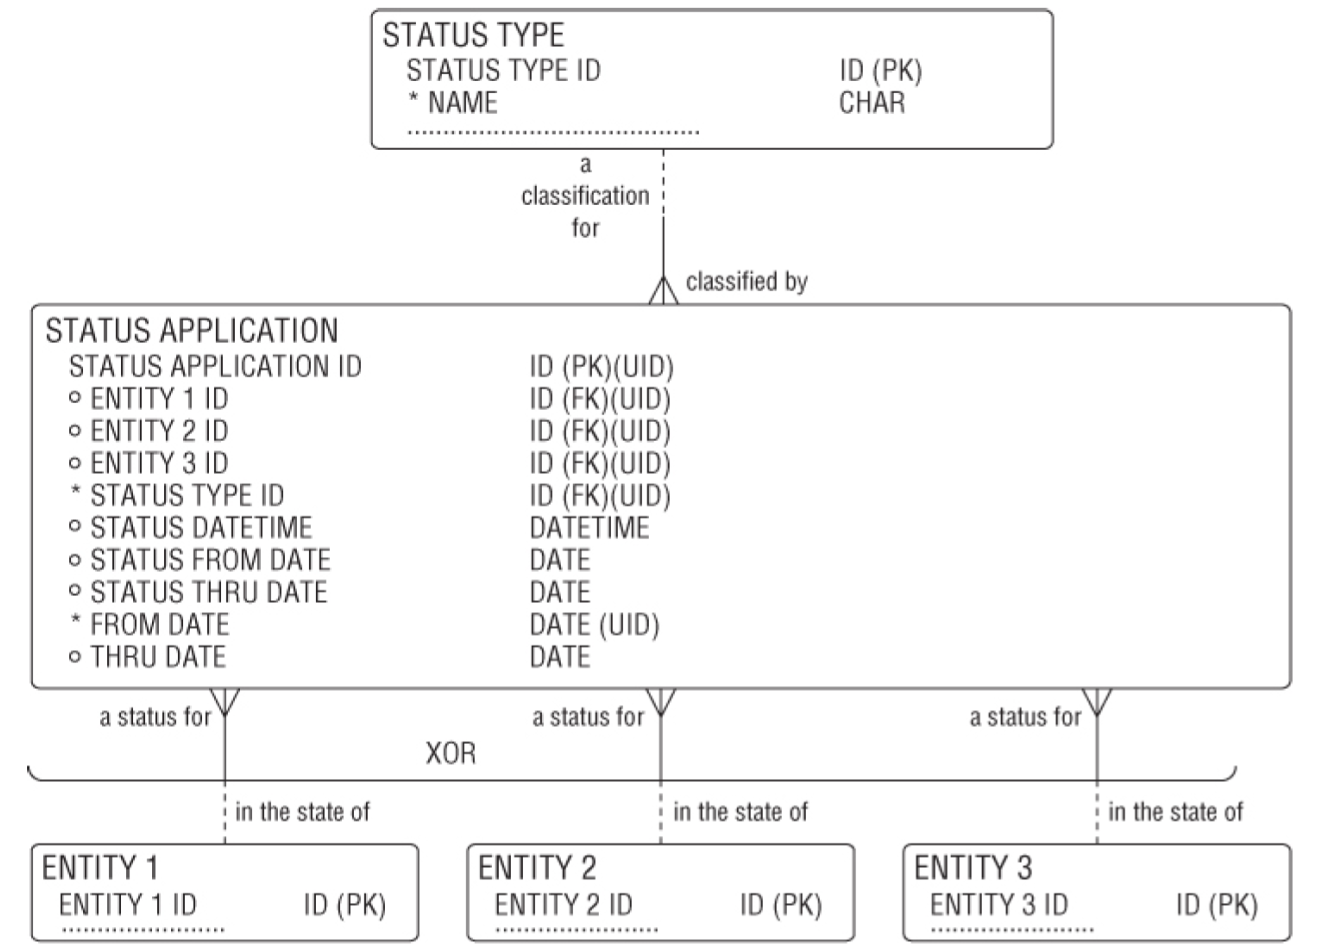 STATUS TYPE
STATUS TYPE ID ID (PK)
* NAME CHAR
a
classification
for
classified by
STATUS APPLICATION
STATUS APPLICATION ID ID (PK)(UID)
o ENTITY 1 ID ID (FK)(UID)
o ENTITY 2 ID ID (FK)(UID)
o ENTITY 3 ID ID (FK)(UID)
* STATUS TYPE ID ID (FK)(UID)
o STATUS DATETIME DATETIME
o STATUS FROM DATE DATE
o STATUS THRU DATE DATE
* FROM DATE DATE (UID)
o THRU DATE DATE
a status for a status for a status for
XOR
in the state of in the state of in the state of
ENTITY 1 ENTITY 2 ENTITY 3
ENTITY 1 ID ID (PK) ENTITY 2 ID ID (PK) ENTITY 3 ID ID (PK)